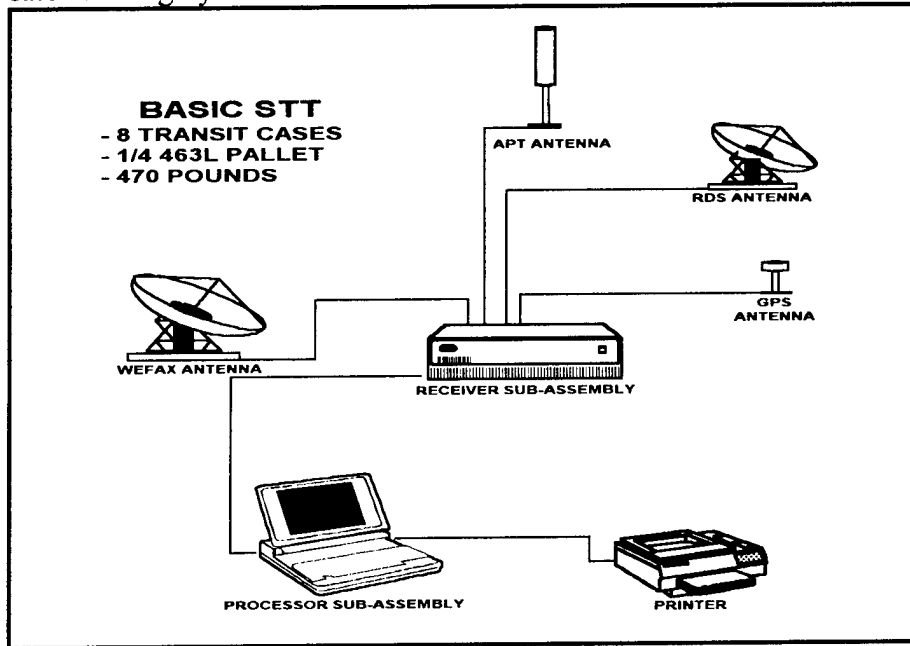 BASIC STT
- 8 TRANSIT CASES
- 1/4 463L PALLET
- 470 POUNDS
APT ANTENNA
RDS ANTENNA
GPS
ANTENNA
WEFAX ANTENNA
RECEIVER SUB-ASSEMBLY
PROCESSOR SUB-ASSEMBLY
PRINTER